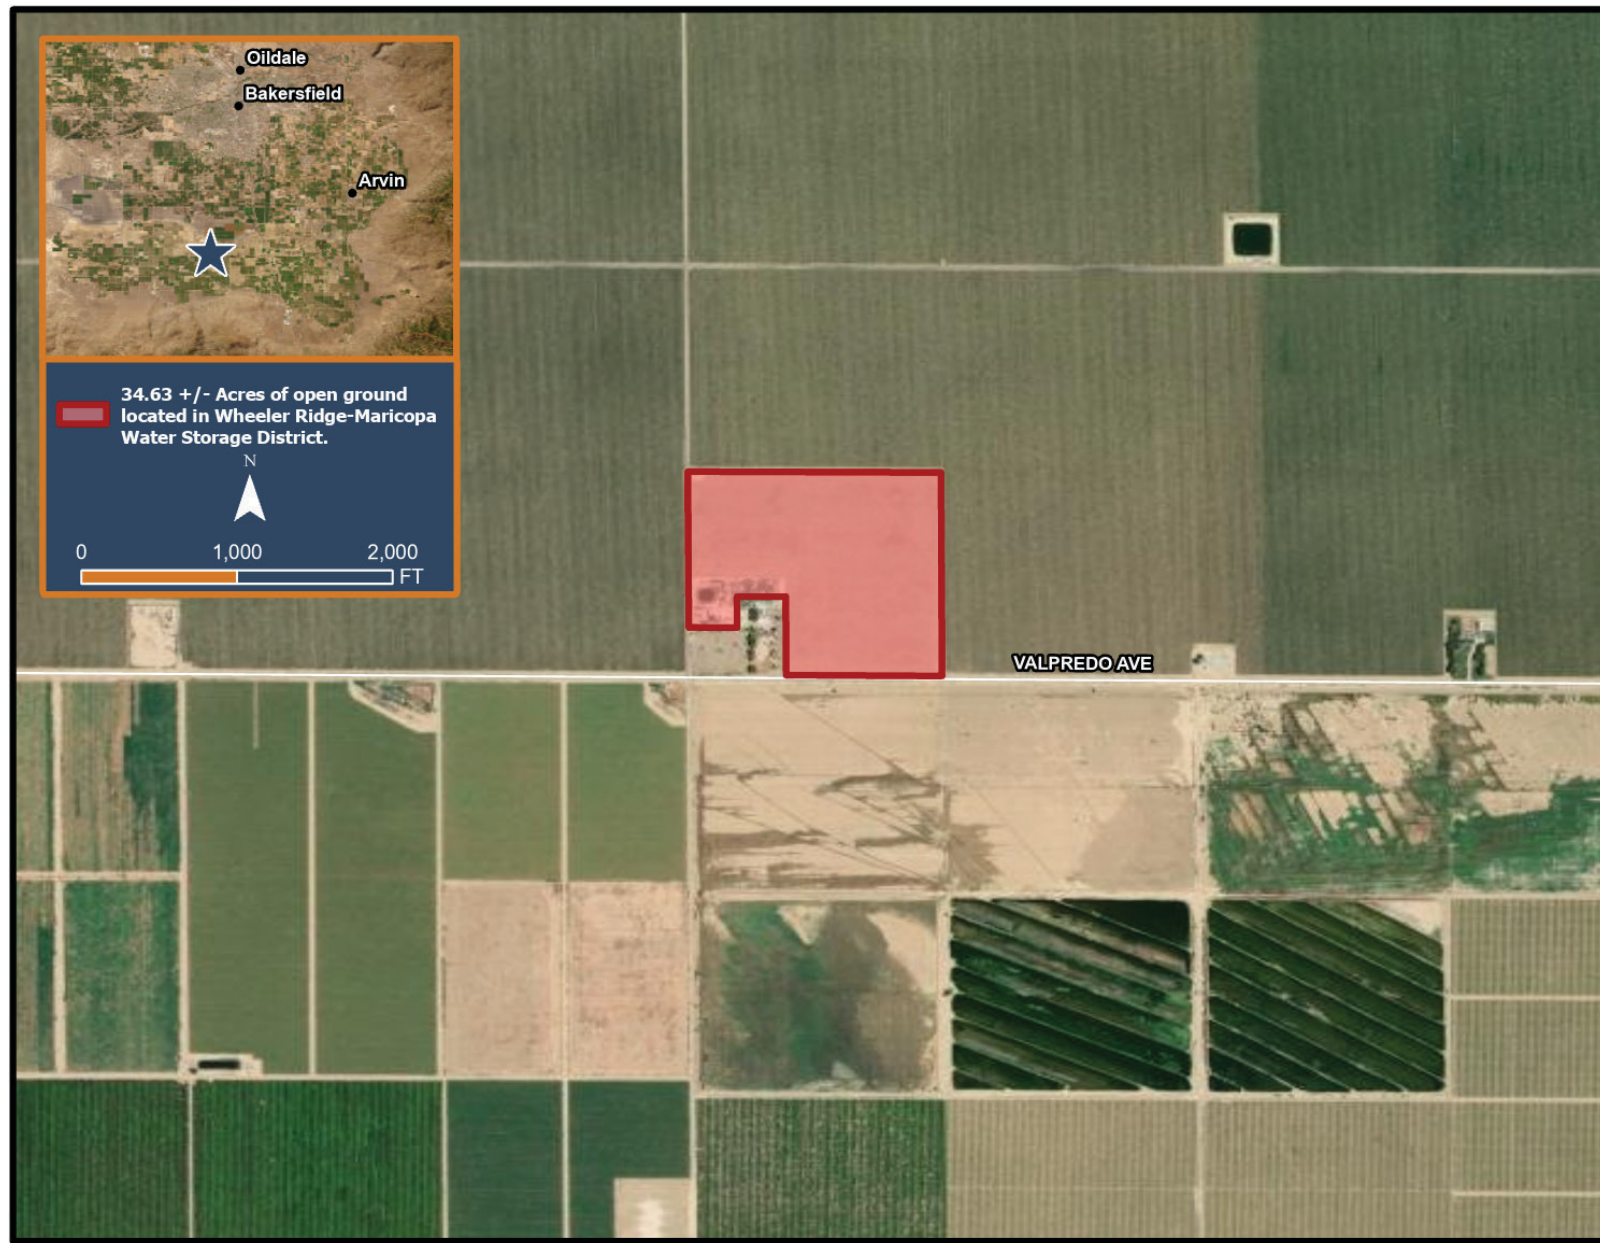 Oildale
Bakersfield
Arvin
34.63 +/- Acres of open ground
located in Wheeler Ridge-Maricopa
Water Storage District.
N
0 1,000 2,000
FT
VALPREDO AVE